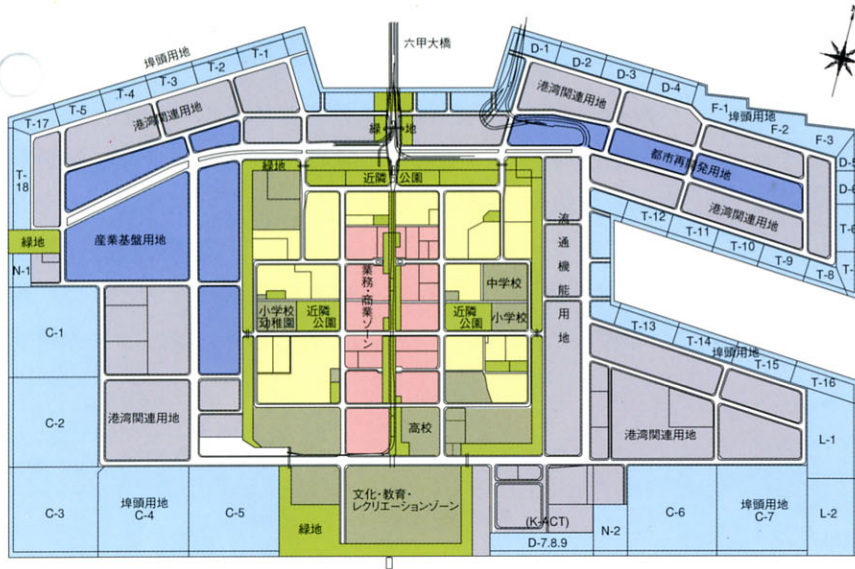 六甲大橋
N
埠頭用地
T-1
T-2
T-3
T-4
T-5
T-17
T-18
港湾関連用地
D-1
D-2
D-3
D-4
港湾関連用地
F-1
埠頭用地
F-2
F-3
D-5
D-6
緑地
都市再開発用地
緑地
近隣公園
港湾関連用地
T-6
T-12
T-11
T-10
T-9
T-8
緑地
産業基盤用地
N-1
流通機能用地
業務・商業ゾーン
中学校
小学校
幼稚園
近隣
公園
近隣
公園
小学校
C-1
T-13
T-14
埠頭用地
T-15
T-16
C-2
港湾関連用地
高校
港湾関連用地
L-1
C-3
埠頭用地
C-4
C-5
緑地
文化・教育・
レクリエーションゾーン
(K-ACT)
D-7.8.9
N-2
C-6
埠頭用地
C-7
L-2